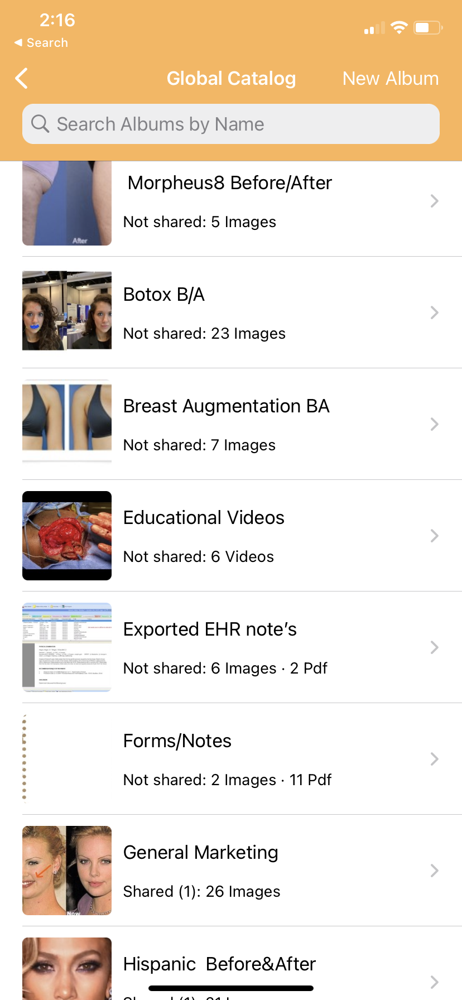 2:16
Search
Global Catalog
New Album
Search Albums by Name
Morpheus8 Before/After
Not shared: 5 Images
After
Botox B/A
Not shared: 23 Images
Breast Augmentation BA
Not shared: 7 Images
Educational Videos
Not shared: 6 Videos
Exported EHR note’s
Not shared: 6 Images · 2 Pdf
Forms/Notes
Not shared: 2 Images · 11 Pdf
General Marketing
Shared (1): 26 Images
Now
Hispanic  Before&After